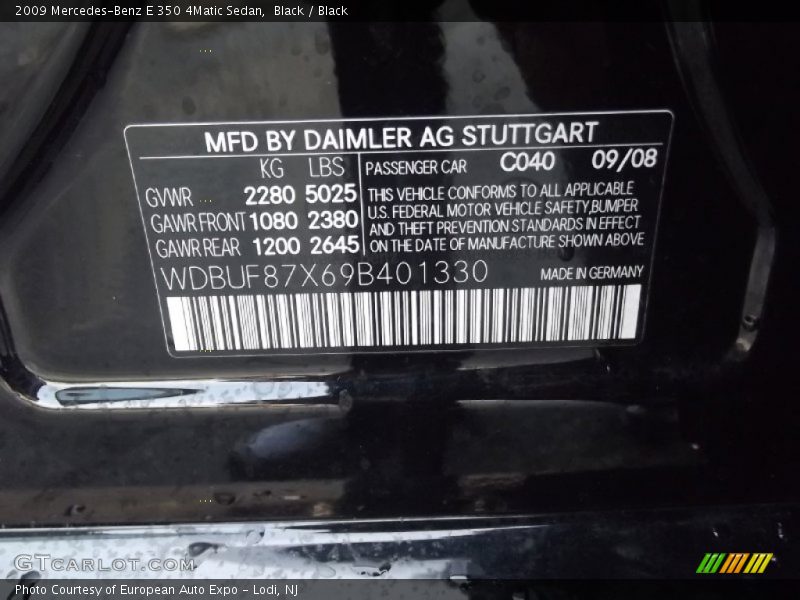 2009 Mercedes-Benz E 350 4Matic Sedan,  Black / Black
MFD BY DAIMLER AG STUTTGART
KG LBS PASSENGER CAR C040 09/08
GVWR 2280 5025
GAWR FRONT 1080 2380
GAWR REAR 1200 2645
THIS VEHICLE CONFORMS TO ALL APPLICABLE
U.S. FEDERAL MOTOR VEHICLE SAFETY,BUMPER
AND THEFT PREVENTION STANDARDS IN EFFECT
ON THE DATE OF MANUFACTURE SHOWN ABOVE
WDBUF87X69B401330 MADE IN GERMANY
GTCARLOT.COM
Photo Courtesy of European Auto Expo - Lodi, NJ